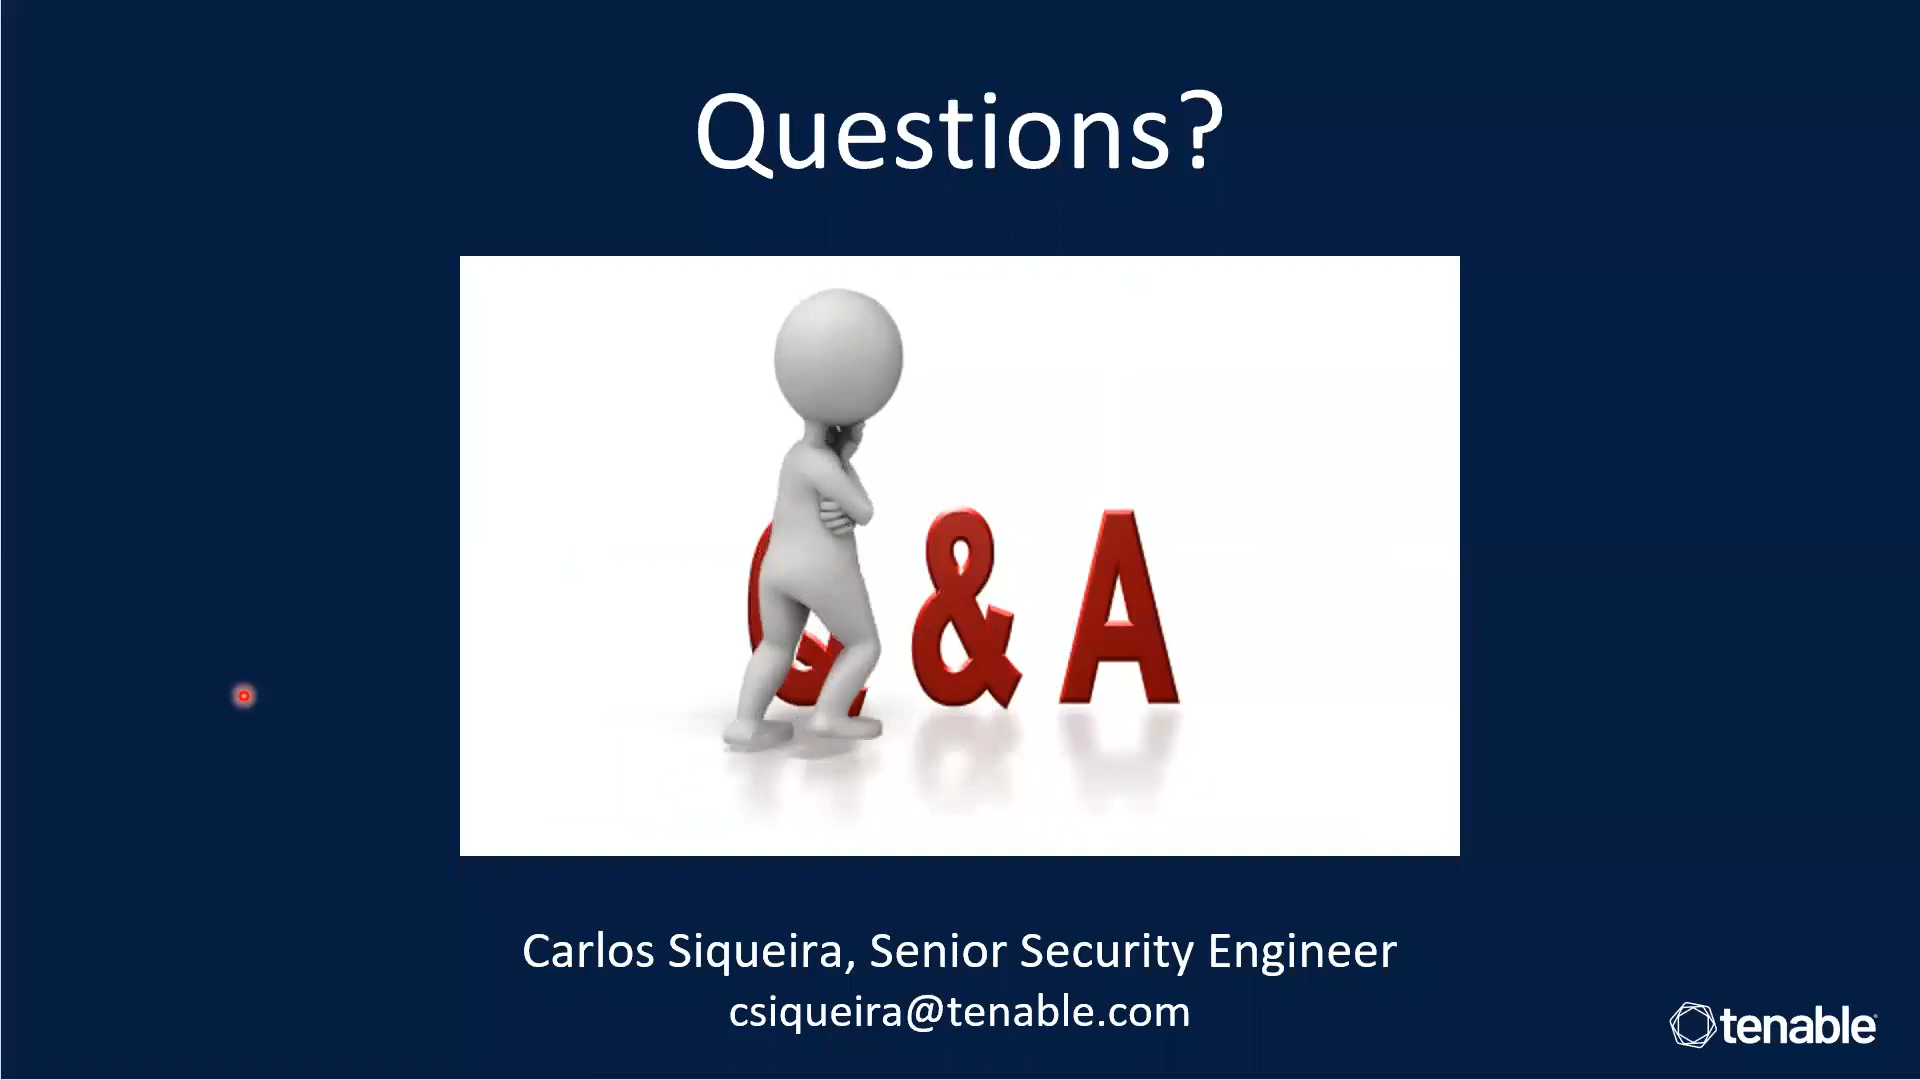 Questions?
Q & A
Carlos Siqueira, Senior Security Engineer
csiqueira@tenable.com
tenable